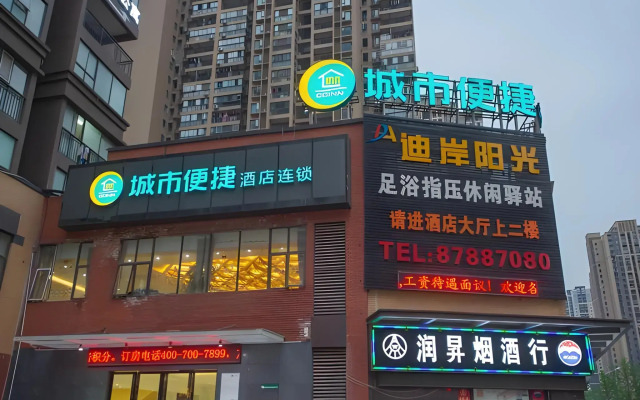 城市便捷
城市便捷酒店连锁
迪岸阳光
足浴指压休闲驿站
请进酒店大厅上二楼
TEL:87887080
工资待遇面议！欢迎名
积分。订房电话400-700-7899,
润昇烟酒行